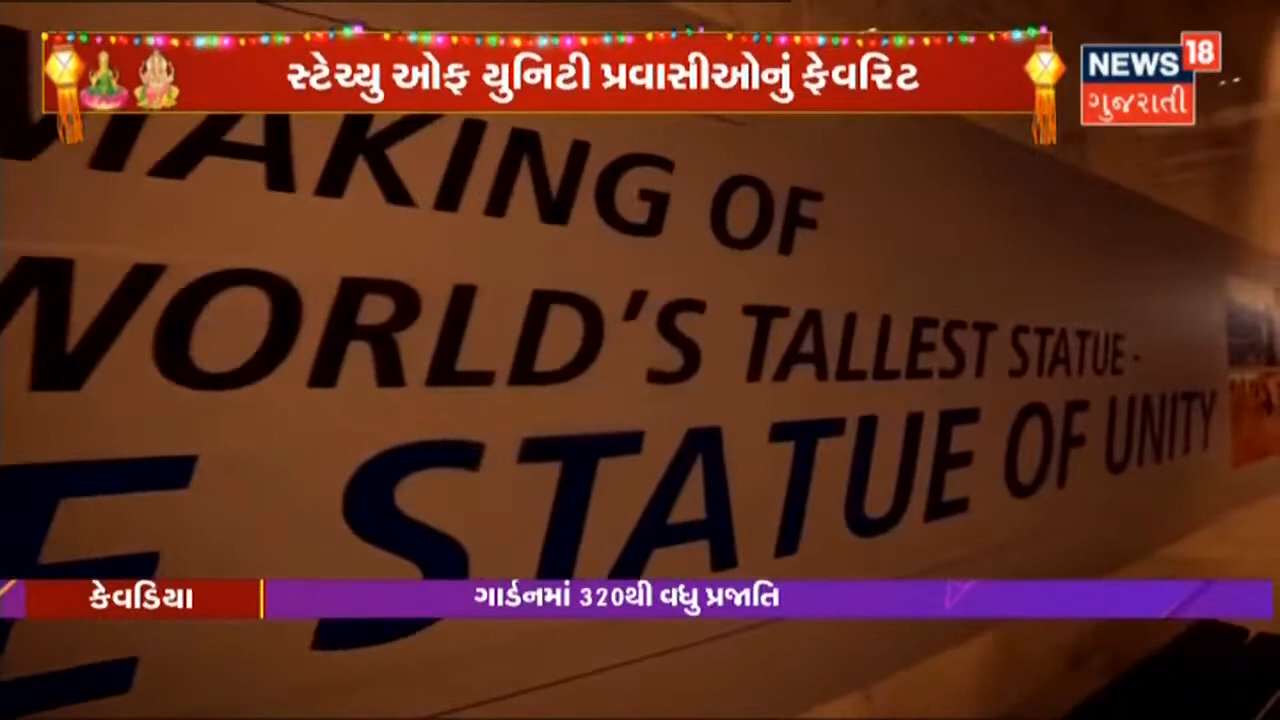 સ્ટેચ્યુ ઓફ યુનિટી પ્રવાસીઓનું ફેવરિટ
NEWS 18
ગુજરાતી
MAKING OF
WORLD'S TALLEST STATUE -
E STATUE OF UNITY
કેવડિયા
ગાર્ડનમાં 320થી વધુ પ્રજાતિ